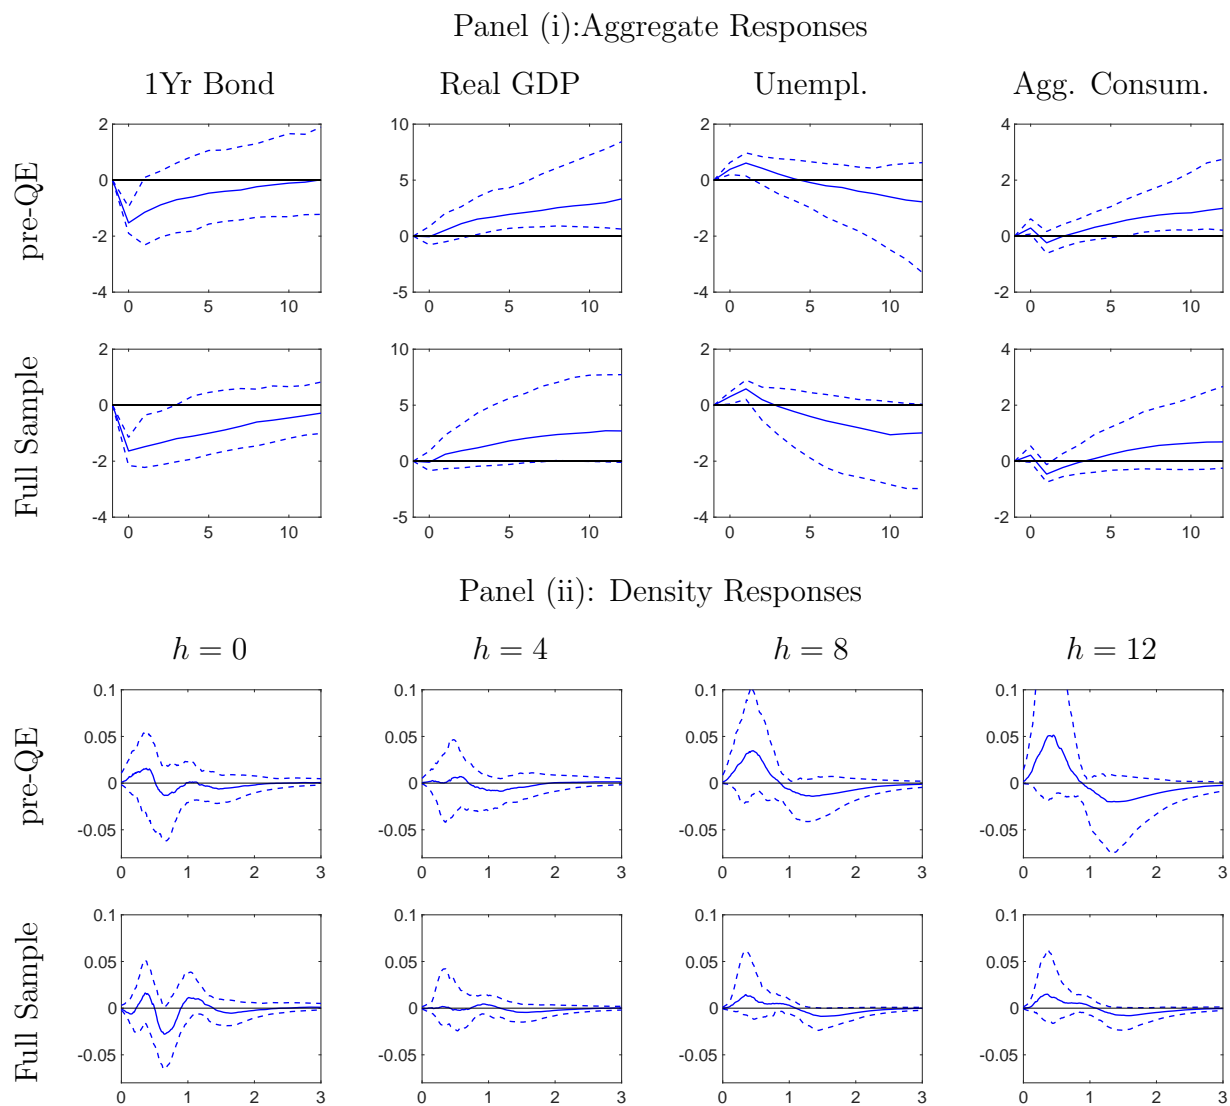 Panel (i):Aggregate Responses
1Yr Bond Real GDP Unempl. Agg. Consum.
pre-QE
2 0 -2 -4 0 5 10
10 5 0 -5 0 5 10
4 2 0 -2 -4 0 5 10
4 2 0 -2 0 5 10
Full Sample
2 0 -2 -4 0 5 10
10 5 0 -5 0 5 10
2 0 -2 -4 0 5 10
4 2 0 -2 0 5 10
Panel (ii): Density Responses
h = 0 h = 4 h = 8 h = 12
pre-QE
0.1 0.05 0 -0.05 0 1 2 3
0.1 0.05 0 -0.05 0 1 2 3
0.1 0.05 0 -0.05 0 1 2 3
0.1 0.05 0 -0.05 0 1 2 3
Full Sample
0.1 0.05 0 -0.05 0 1 2 3
0.1 0.05 0 -0.05 0 1 2 3
0.1 0.05 0 -0.05 0 1 2 3
0.1 0.05 0 -0.05 0 1 2 3